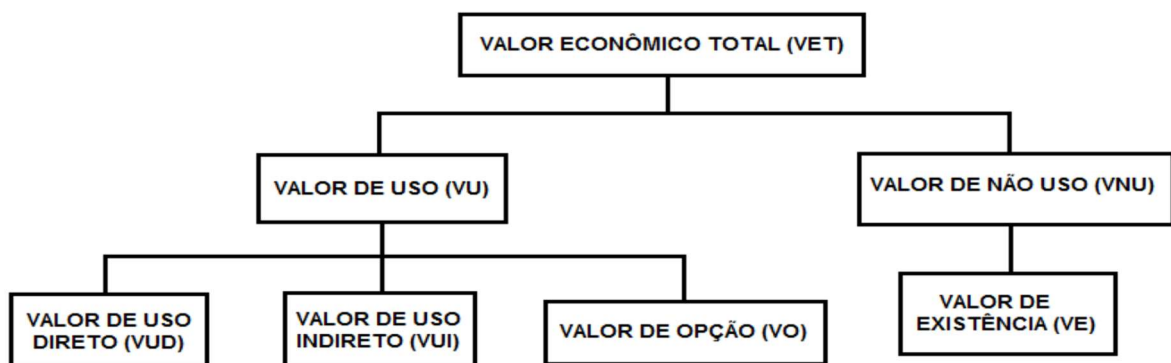 VALOR ECONÔMICO TOTAL (VET)
VALOR DE USO (VU)
VALOR DE NÃO USO (VNU)
VALOR DE USO
DIRETO (VUD)
VALOR DE USO
INDIRETO (VUI)
VALOR DE OPÇÃO (VO)
VALOR DE
EXISTÊNCIA (VE)